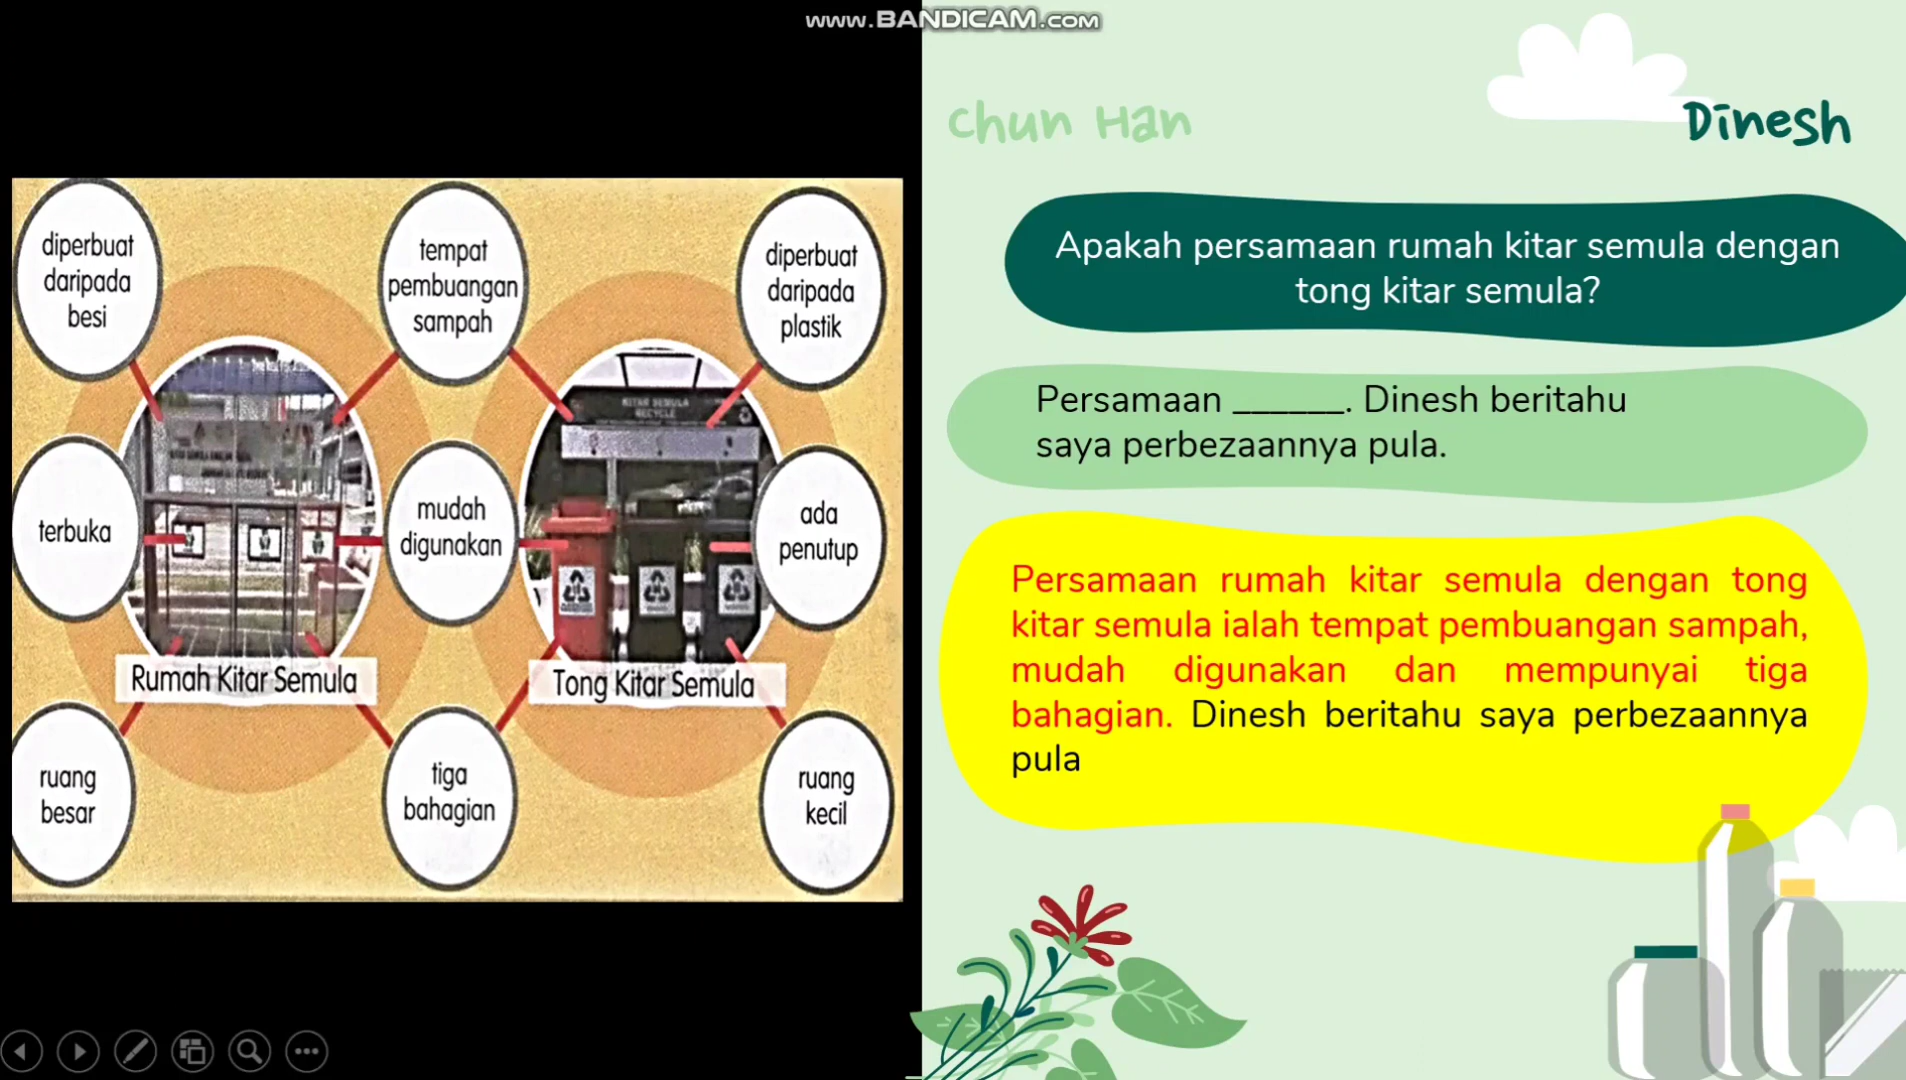 www.BANDICAM.com
Chun Han
Dinesh
Apakah persamaan rumah kitar semula dengan
tong kitar semula?
Persamaan ______. Dinesh beritahu
saya perbezaannya pula.
Persamaan rumah kitar semula dengan tong
kitar semula ialah tempat pembuangan sampah,
mudah digunakan dan mempunyai tiga
bahagian. Dinesh beritahu saya perbezaannya
pula
diperbuat
daripada
besi
tempat
pembuangan
sampah
diperbuat
daripada
plastik
KITAR SEMULA
RECYCLE
terbuka
mudah
digunakan
ada
penutup
Rumah Kitar Semula
Tong Kitar Semula
ruang
besar
tiga
bahagian
ruang
kecil